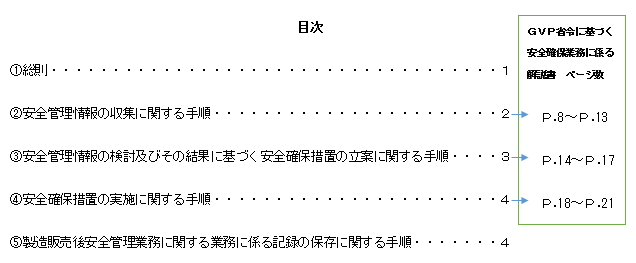 目次
①総則・・・・・・・・・・・・・・・・・・・・・・・・・・・・・・・・・・・・・・・1
②安全管理情報の収集に関する手順・・・・・・・・・・・・・・・・・・・・・・・・・2
③安全管理情報の検討及びその結果に基づく安全確保措置の立案に関する手順・・・・3
④安全確保措置の実施に関する手順・・・・・・・・・・・・・・・・・・・・・・・・・4
⑤製造販売後安全管理業務に関する業務に係る記録の保存に関する手順・・・・・・・4
GVP省令に基づく
安全確保業務に係る
解説書　ページ数
P.8～P.13
P.14～P.17
P.18～P.21